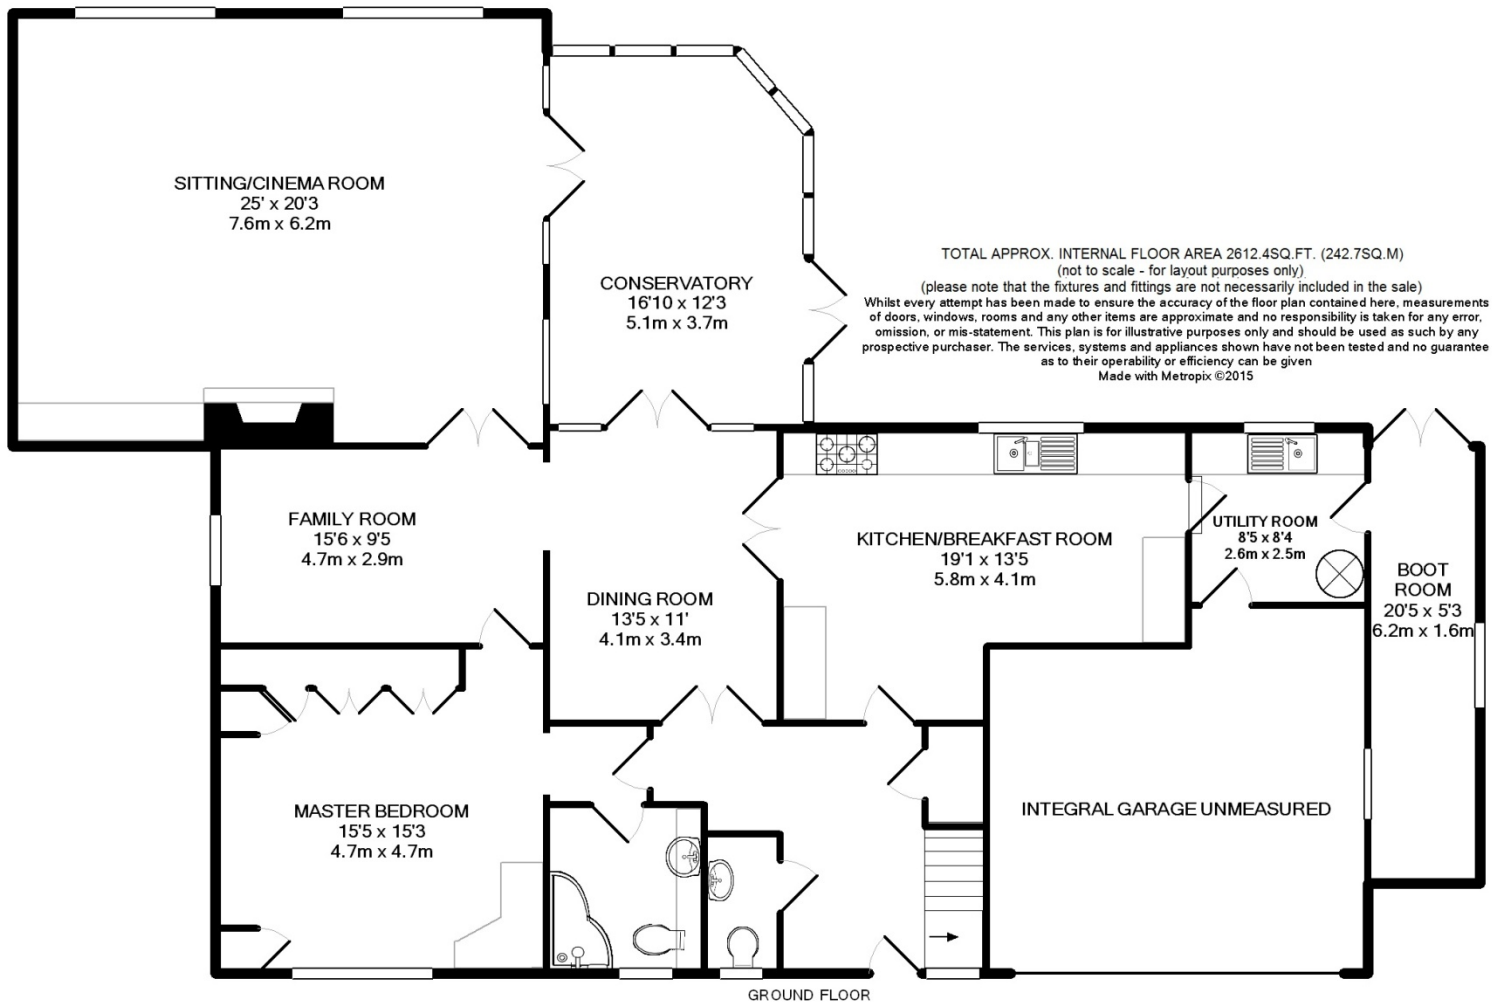 SITTING/CINEMA ROOM
25' x 20'3
7.6m x 6.2m
CONSERVATORY
16'10 x 12'3
5.1m x 3.7m
TOTAL APPROX. INTERNAL FLOOR AREA 2612.4SQ.FT. (242.7SQ.M)
(not to scale - for layout purposes only)
(please note that the fixtures and fittings are not necessarily included in the sale)
Whilst every attempt has been made to ensure the accuracy of the floor plan contained here, measurements
of doors, windows, rooms and any other items are approximate and no responsibility is taken for any error,
omission, or mis-statement. This plan is for illustrative purposes only and should be used as such by any
prospective purchaser. The services, systems and appliances shown have not been tested and no guarantee
as to their operability or efficiency can be given
Made with Metropix ©2015
FAMILY ROOM
15'6 x 9'5
4.7m x 2.9m
DINING ROOM
13'5 x 11'
4.1m x 3.4m
KITCHEN/BREAKFAST ROOM
19'1 x 13'5
5.8m x 4.1m
UTILITY ROOM
8'5 x 8'4
2.6m x 2.5m
BOOT
ROOM
20'5 x 5'3
6.2m x 1.6m
MASTER BEDROOM
15'5 x 15'3
4.7m x 4.7m
INTEGRAL GARAGE UNMEASURED
GROUND FLOOR